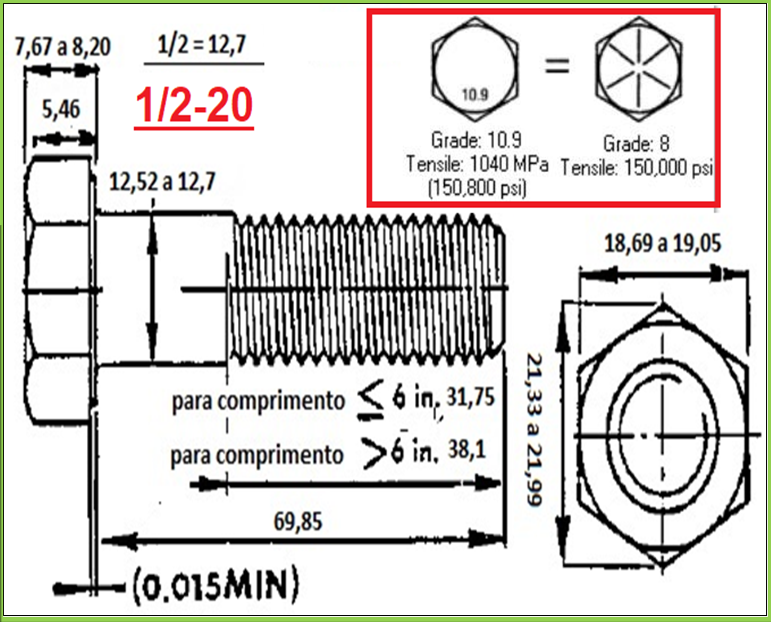 7,67 a 8,20
1/2 = 12,7
5,46
1/2-20
12,52 a 12,7
10.9
=
Grade: 10.9
Tensile: 1040 MPa
(150,800 psi)
Grade: 8
Tensile: 150,000 psi
18,69 a 19,05
21,33 a 21,99
para comprimento ≤ 6 in, 31,75
para comprimento >6 in. 38,1
69,85
(0.015MIN)